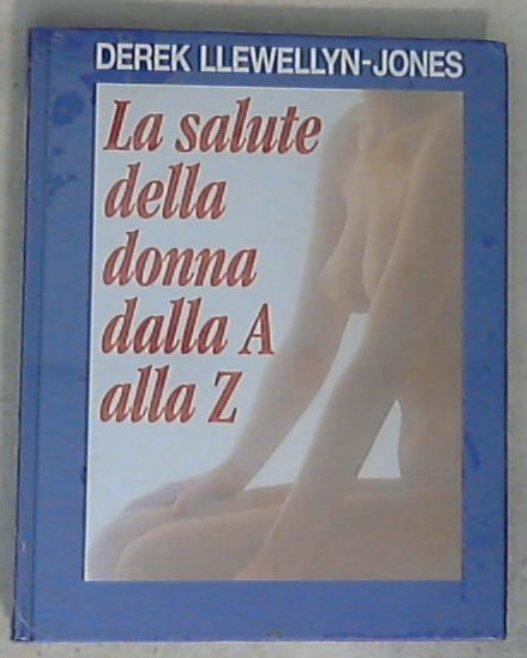 DEREK LLEWELLYN-JONES
La salute
della
donna
dalla A
alla Z